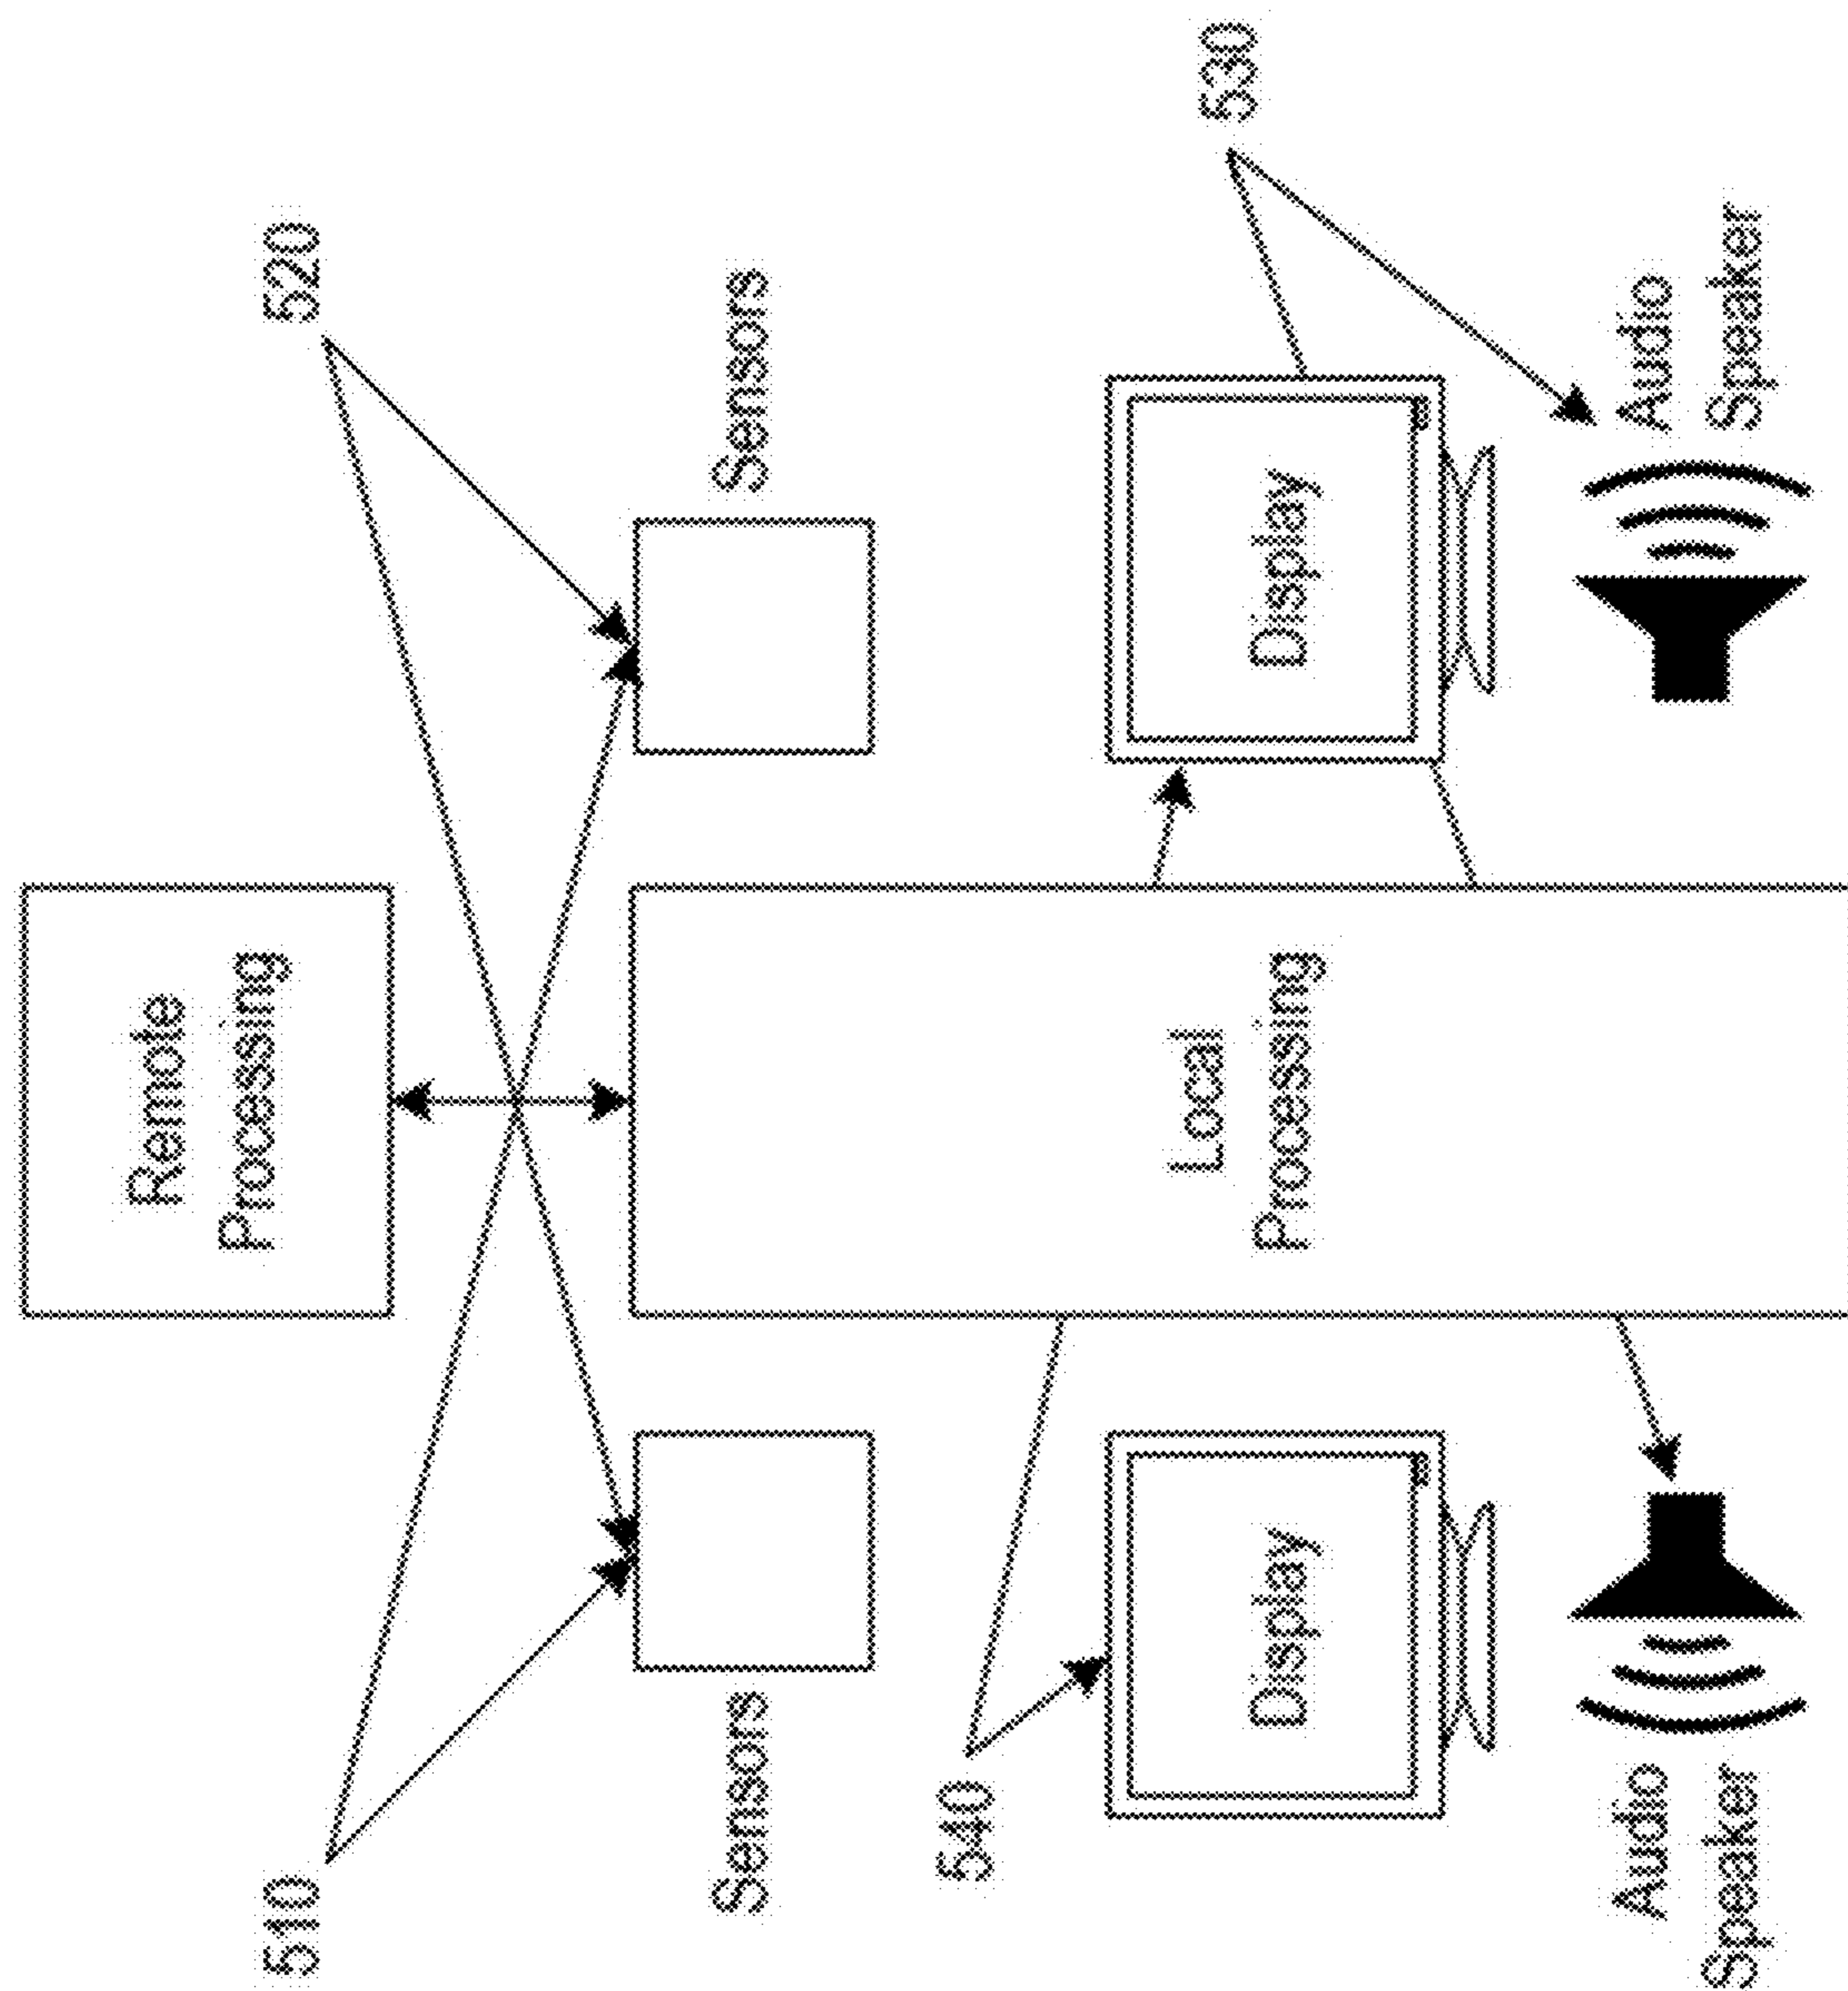 Remote
Processing
510
520
Sensors
Sensors
540
530
Display
Local
Processing
Display
Audio
Speaker
Audio
Speaker